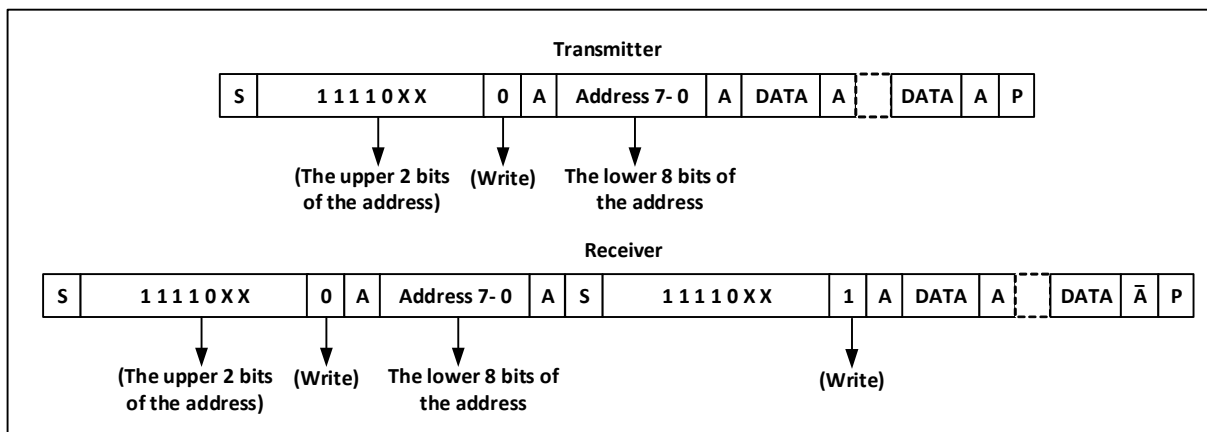 Transmitter
S 1 1 1 1 0 X X 0 A Address 7- 0 A DATA A DATA A P
(The upper 2 bits of the address) (Write) The lower 8 bits of the address
Receiver
S 1 1 1 1 0 X X 0 A Address 7- 0 A S 1 1 1 1 0 X X 1 A DATA A DATA Ā P
(The upper 2 bits of the address) (Write) The lower 8 bits of the address (Write)